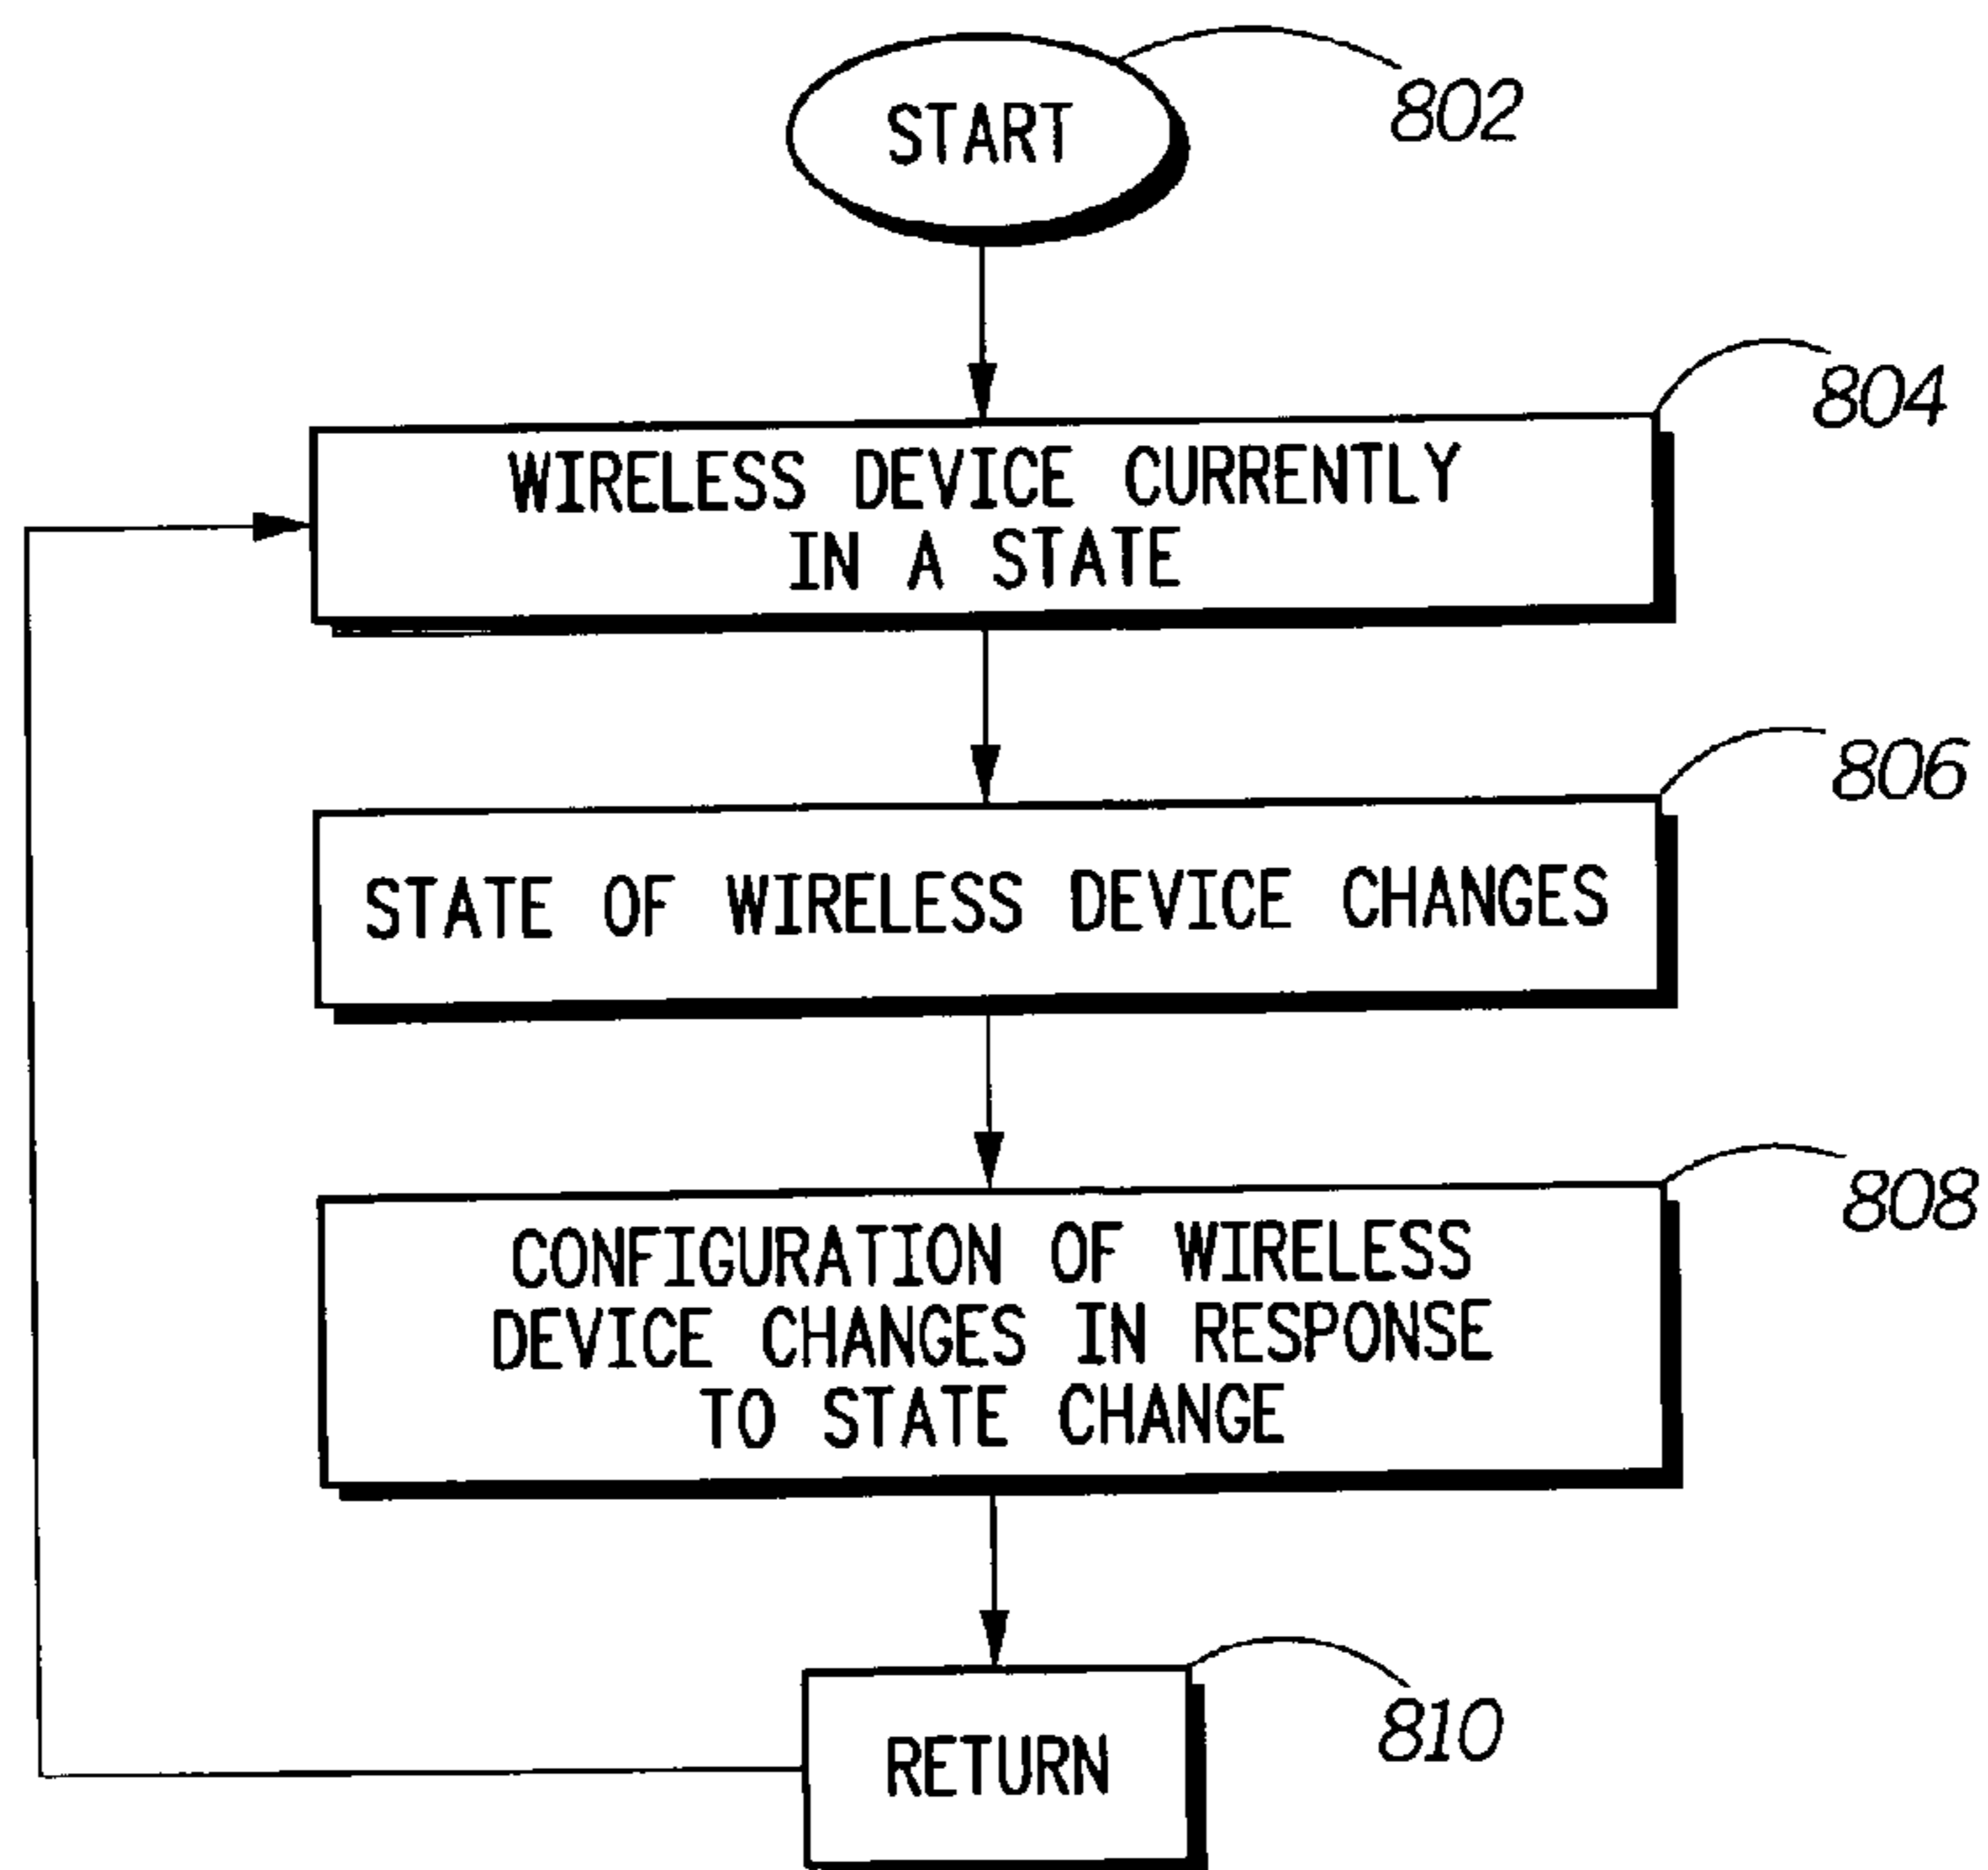 START
802
WIRELESS DEVICE CURRENTLY
IN A STATE
804
STATE OF WIRELESS DEVICE CHANGES
806
CONFIGURATION OF WIRELESS
DEVICE CHANGES IN RESPONSE
TO STATE CHANGE
808
RETURN
810